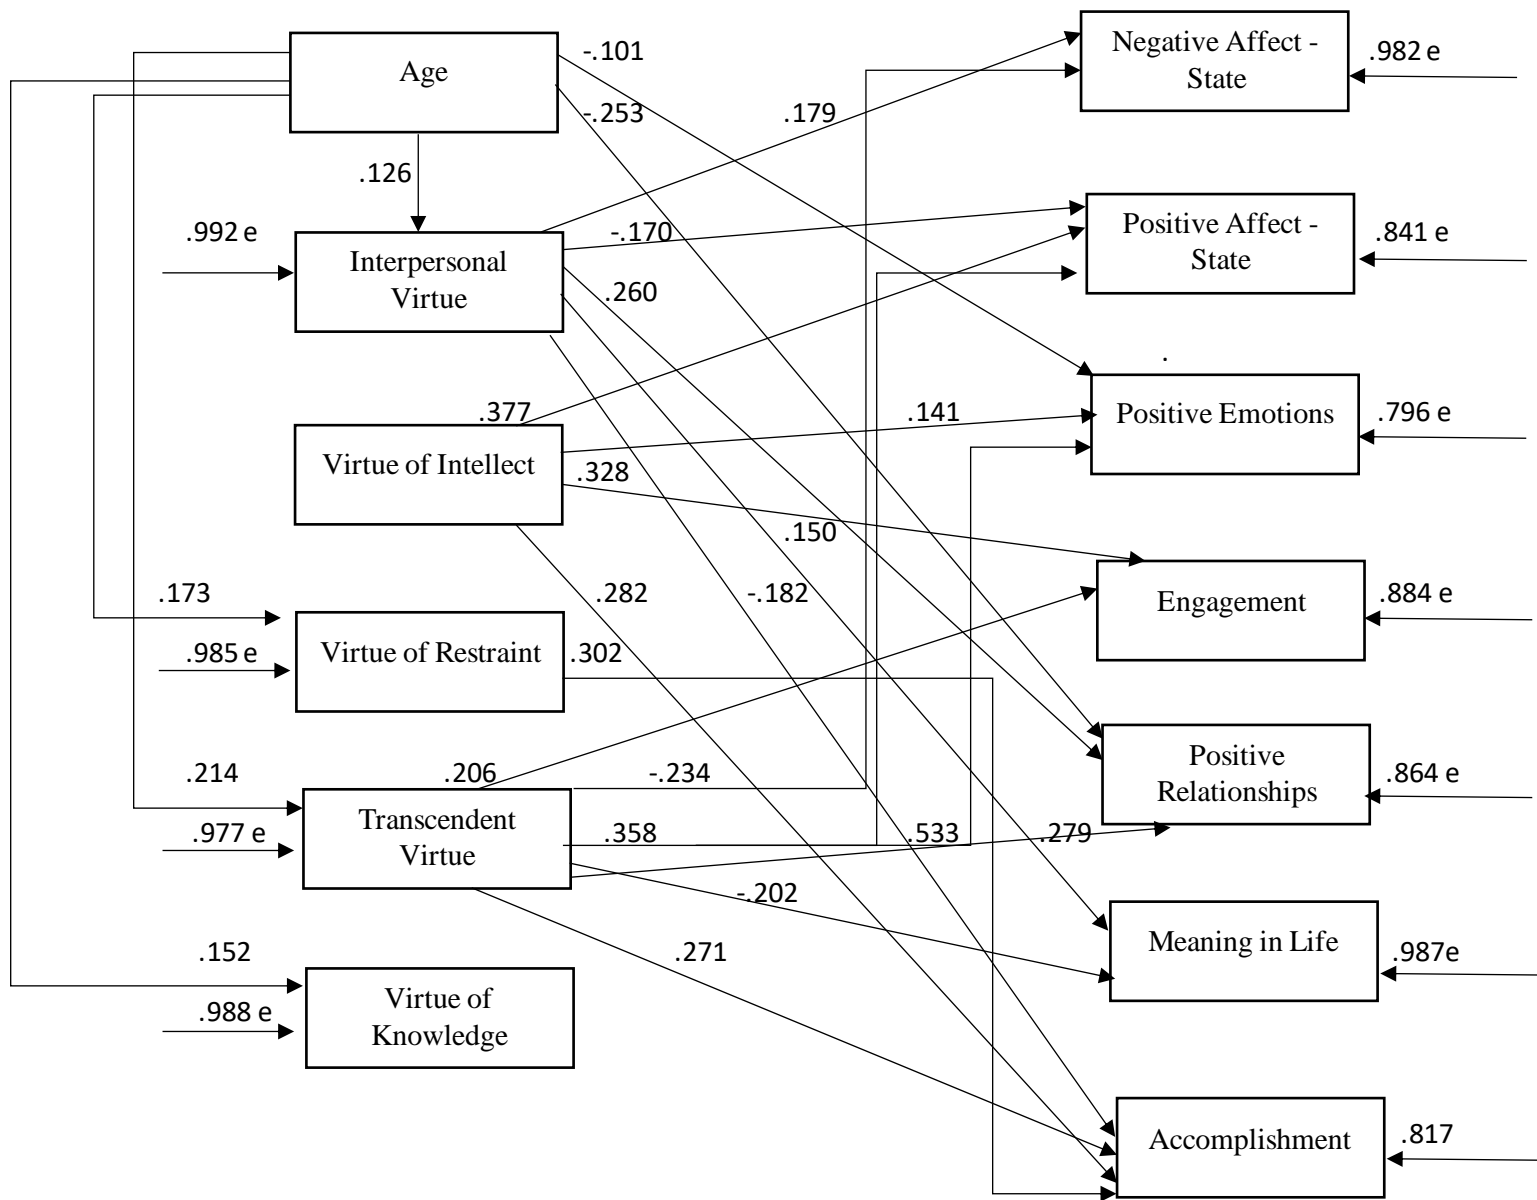 Age
-.101
Negative Affect -
State
.982 e
-.253
.179
.126
.992 e
Interpersonal
Virtue
-.170
Positive Affect -
State
.841 e
.260
.
.377
.141
Positive Emotions
.796 e
Virtue of Intellect
.328
.150
.173
.282
-.182
Engagement
.884 e
.985 e
Virtue of Restraint
.302
.214
.206
-.234
Positive
Relationships
.864 e
.977 e
Transcendent
Virtue
.358
.533
.279
-.202
.152
.271
Meaning in Life
.987e
.988 e
Virtue of
Knowledge
Accomplishment
.817